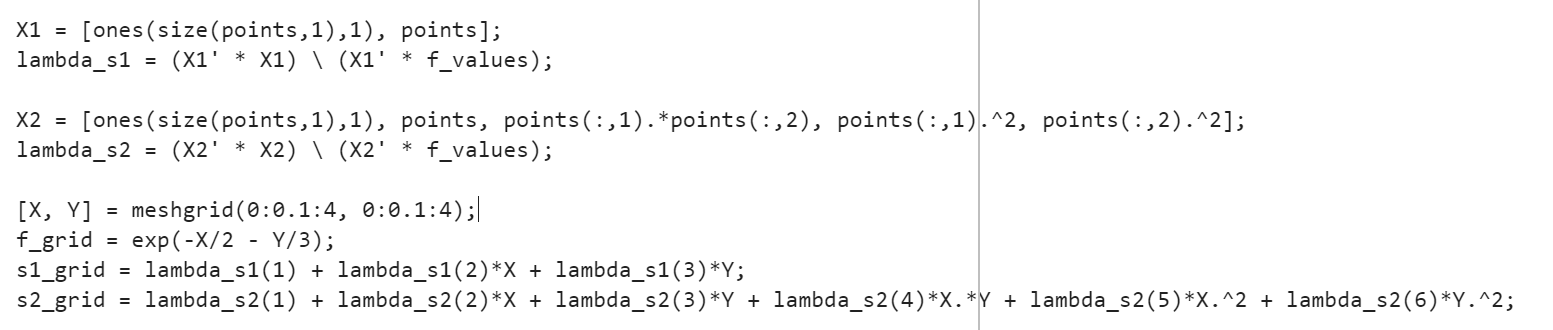 X1 = [ones(size(points,1),1), points];
lambda_s1 = (X1' * X1) \ (X1' * f_values);
X2 = [ones(size(points,1),1), points, points(:,1).*points(:,2), points(:,1).^2, points(:,2).^2];
lambda_s2 = (X2' * X2) \ (X2' * f_values);
[X, Y] = meshgrid(0:0.1:4, 0:0.1:4);
f_grid = exp(-X/2 - Y/3);
s1_grid = lambda_s1(1) + lambda_s1(2)*X + lambda_s1(3)*Y;
s2_grid = lambda_s2(1) + lambda_s2(2)*X + lambda_s2(3)*Y + lambda_s2(4)*X.*Y + lambda_s2(5)*X.^2 + lambda_s2(6)*Y.^2;